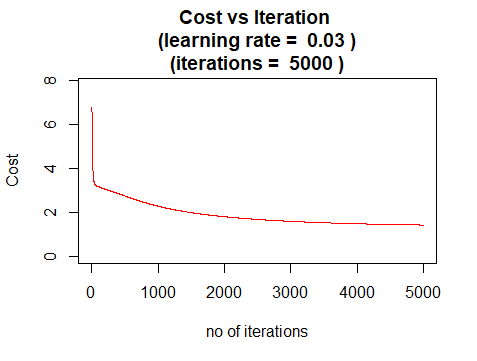 Cost vs Iteration
(learning rate =  0.03 )
(iterations =  5000 )
8
6
4
2
0
Cost
0 1000 2000 3000 4000 5000
no of iterations